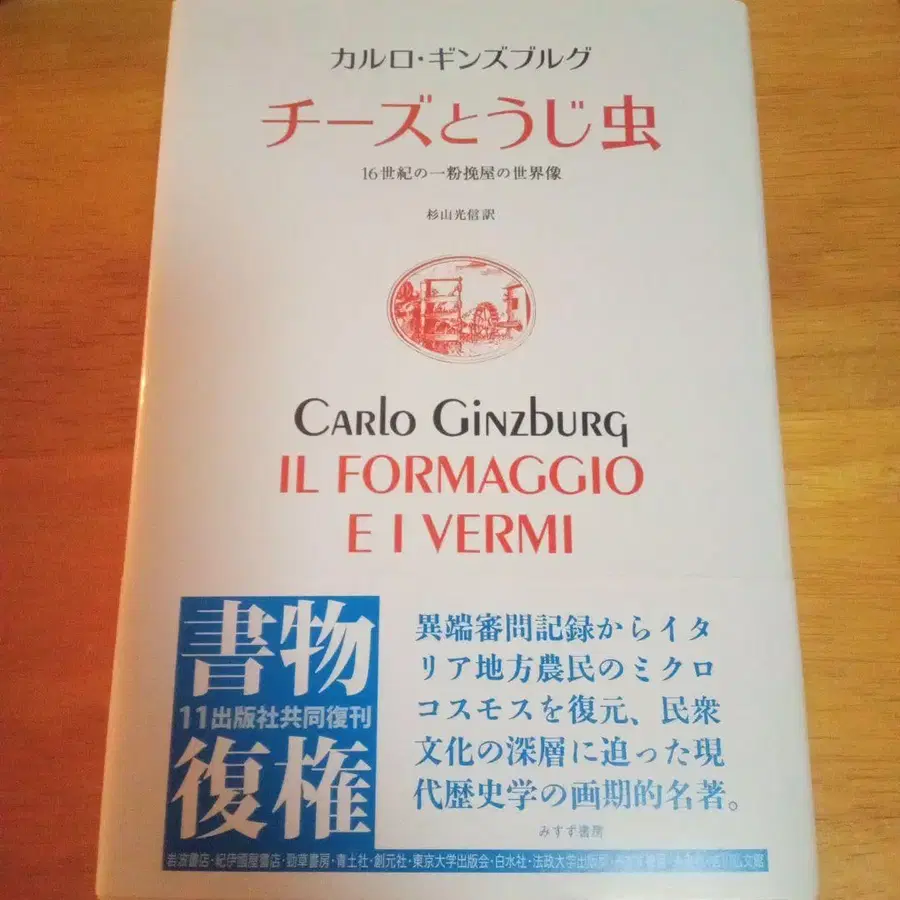 カルロ・ギンズブルグ
チーズとうじ虫
16世紀の一粉挽屋の世界像
杉山光信訳
Carlo Ginzburg
IL FORMAGGIO
E I VERMI
書物
11出版社共同復刊
復権
異端審問記録からイタ
リア地方農民のミクロ
コスモスを復元、民衆
文化の深層に迫った現
代歴史学の画期的名著。
みすず書房
岩波書店・紀伊國屋書店・勁草書房・青土社・創元社・東京大学出版会・白水社・法政大学出版局・みすず書房